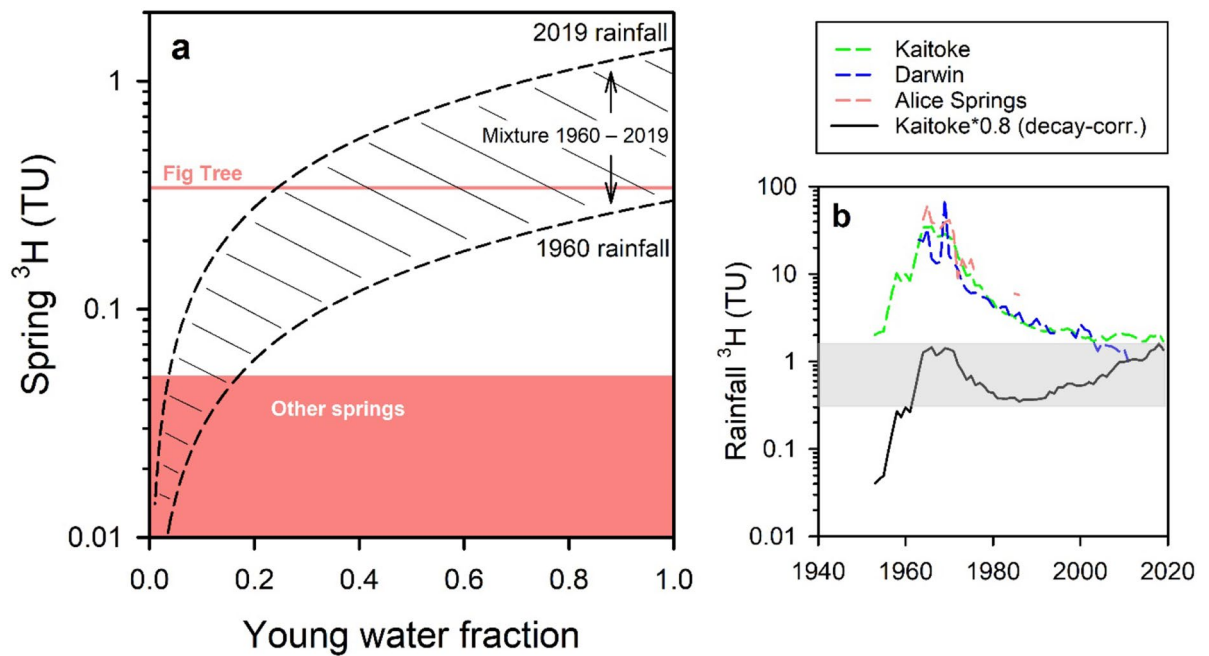 a
2019 rainfall
Mixture 1960 – 2019
Fig Tree
1960 rainfall
Other springs
Spring ³H (TU)
1
0.1
0.01
0.0 0.2 0.4 0.6 0.8 1.0
Young water fraction
Kaitoke
Darwin
Alice Springs
Kaitoke*0.8 (decay-corr.)
b
Rainfall ³H (TU)
100
10
1
0.1
0.01
1940 1960 1980 2000 2020